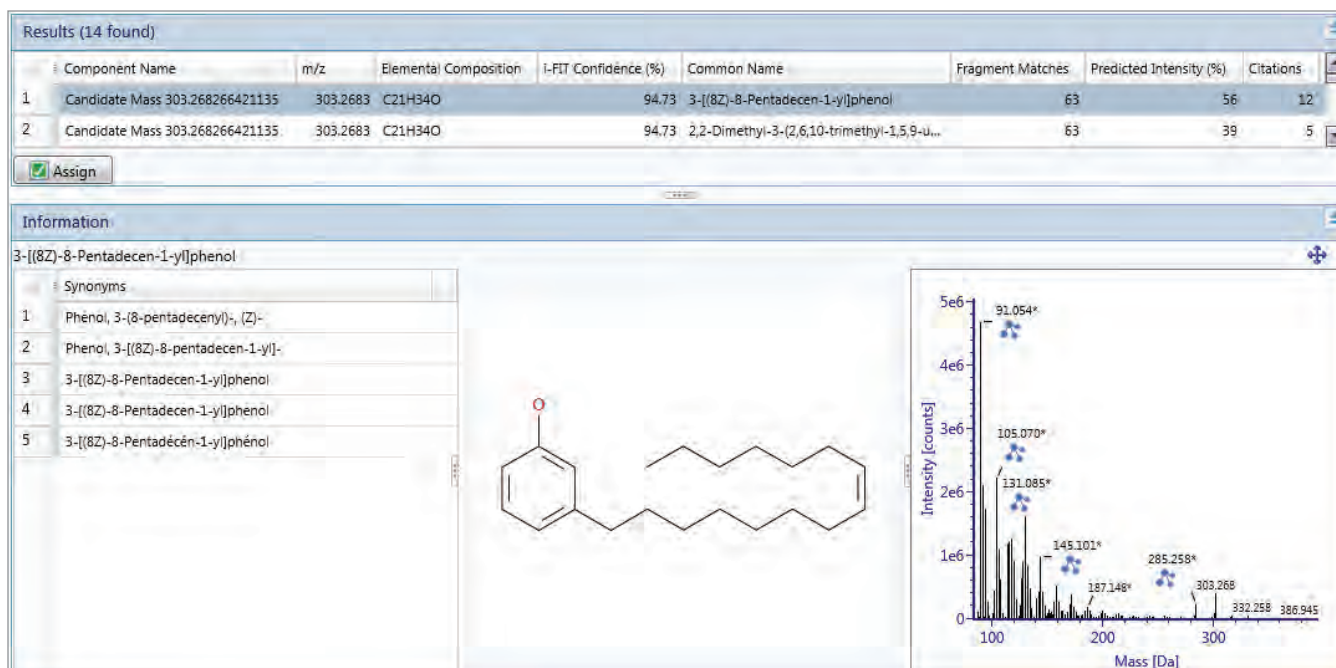 Results (14 found)
Component Name m/z Elemental Composition i-FIT Confidence (%) Common Name Fragment Matches Predicted Intensity (%) Citations
1 Candidate Mass 303.268266421135 303.2683 C21H34O 94.73 3-[(8Z)-8-Pentadecen-1-yl]phenol 63 56 12
2 Candidate Mass 303.268266421135 303.2683 C21H34O 94.73 2,2-Dimethyl-3-(2,6,10-trimethyl-1,5,9-u... 63 39 5
Assign
Information
3-[(8Z)-8-Pentadecen-1-yl]phenol
Synonyms
1 Phenol, 3-(8-pentadecenyl)-, (Z)-
2 Phenol, 3-[(8Z)-8-pentadecen-1-yl]-
3 3-[(8Z)-8-Pentadecen-1-yl]phenol
4 3-[(8Z)-8-Pentadecen-1-yl]phenol
5 3-[(8Z)-8-Pentadécén-1-yl]phénol
O
Intensity [counts]
5e6
4e6
3e6
2e6
1e6
0
91.054*
105.070*
131.085*
145.101*
187.148*
285.258*
303.268
332.258
386.945
100 200 300
Mass [Da]